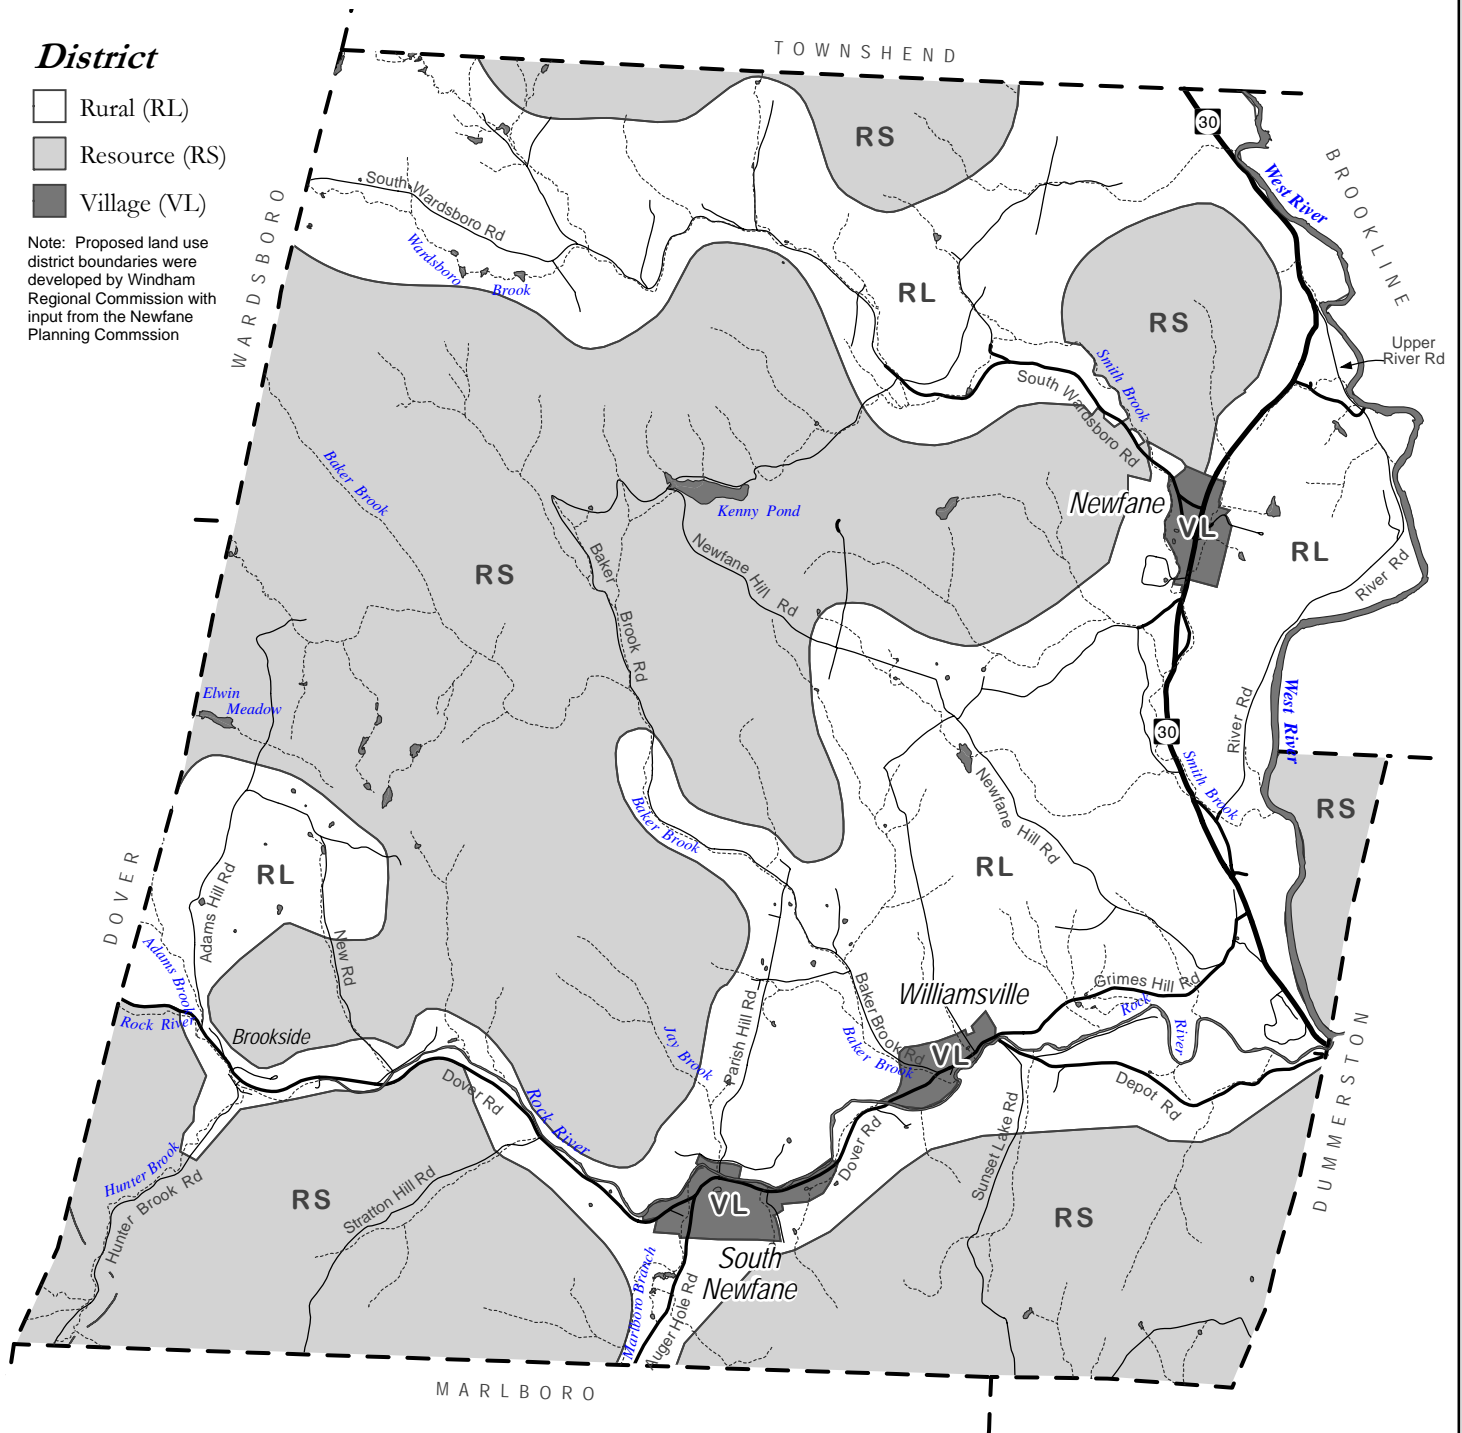 District
Rural (RL)
Resource (RS)
Village (VL)
Note: Proposed land use
district boundaries were
developed by Windham
Regional Commission with
input from the Newfane
Planning Commssion
TOWNSHEND
WARDSBORO
BROOKLINE
DOVER
DUMMERSTON
MARLBORO
30
RS
West River
South Wardsboro Rd
Wardsboro
Brook
RL
RS
Upper
River Rd
Smith Brook
South Wardsboro Rd
Baker Brook
Kenny Pond
Newfane
VL
RL
RS
Baker
Brook Rd
Newfane Hill Rd
River Rd
Elwin
Meadow
West River
River Rd
30
Smith Brook
RS
Newfane Hill Rd
Baker Brook
RL
RL
Adams Hill Rd
New Rd
Adams Brook
Rock River
Brookside
Parish Hill Rd
Jay Brook
Baker Brook Rd
Baker Brook
Williamsville
VL
Grimes Hill Rd
Rock
River
Depot Rd
Dover Rd
Rock River
Dover Rd
Sunset Lake Rd
Hunter Brook
Hunter Brook Rd
RS
Stratton Hill Rd
VL
RS
South
Newfane
Marlboro Branch
Auger Hole Rd